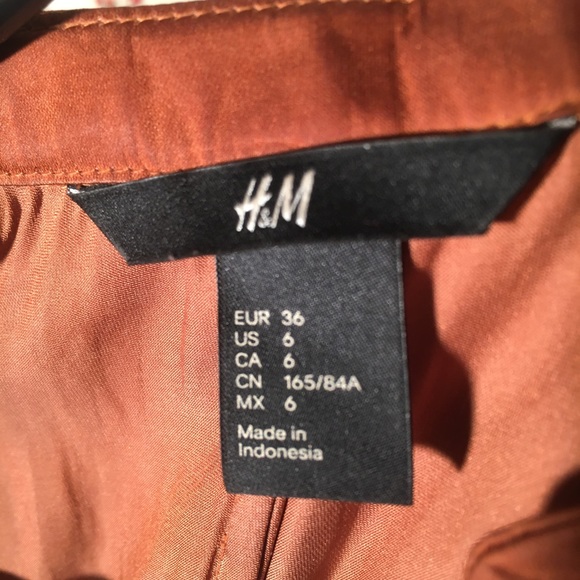 H&M
EUR 36
US 6
CA 6
CN 165/84A
MX 6
Made in
Indonesia